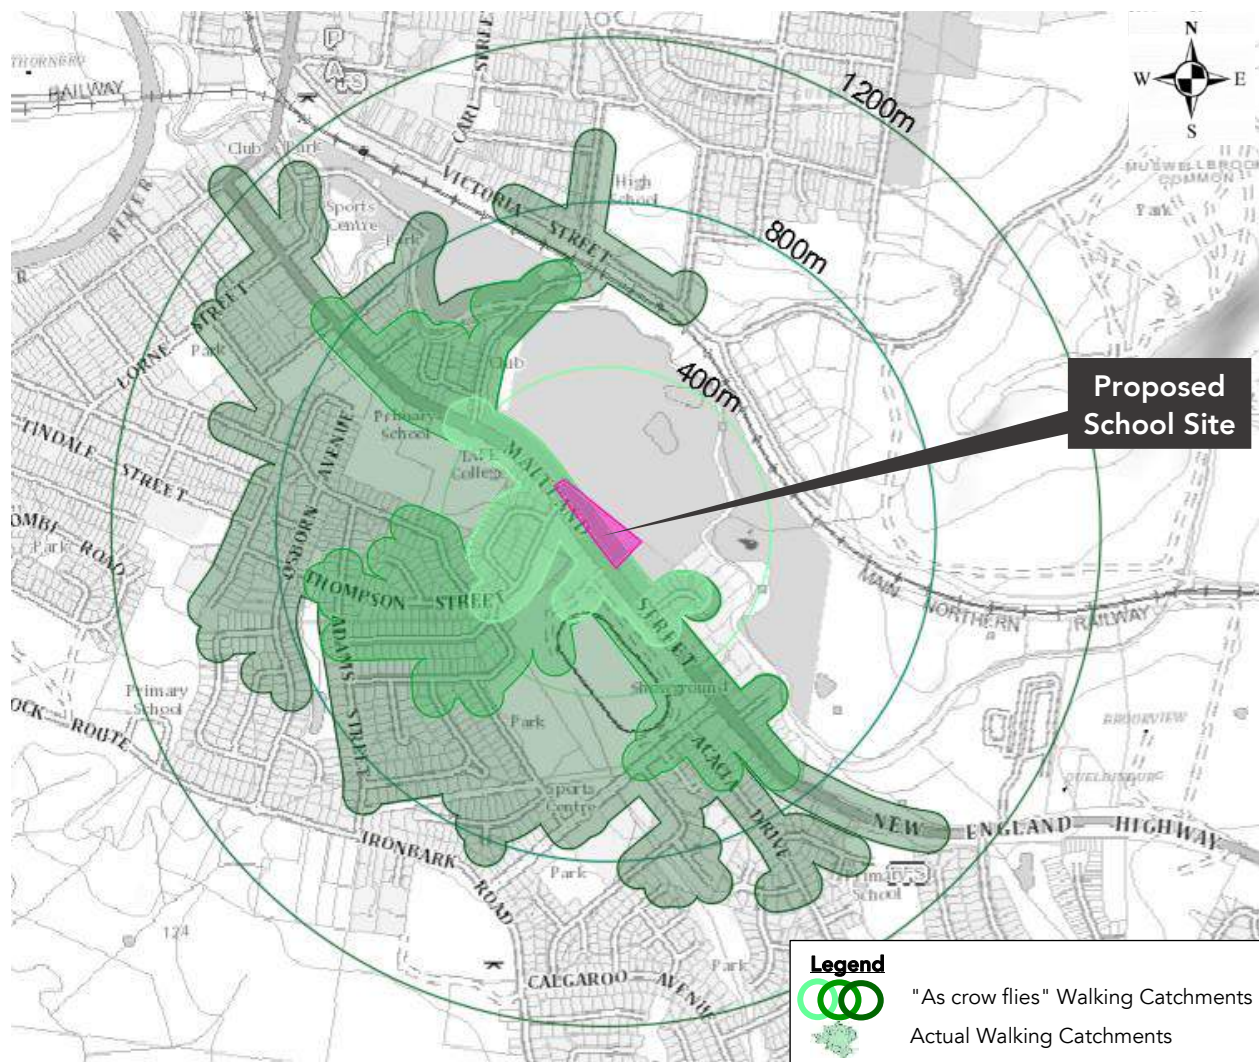 N
W E
S
1200m
800m
400m
Proposed
School Site
RAILWAY
CARL STREET
Club
Park
Sports
Centre
Park
VICTORIA STREET
High
School
MUSWELLBROOK
COMMON
Park
LORNE STREET
Park
Club
Primary
School
College
MAITLAND STREET
TINDALE STREET
OSBORN AVENUE
ROAD
Park
THOMPSON STREET
ADAMS STREET
Primary
School
OCK ROUTE
Showground
Park
ACACIA DRIVE
Sports
Centre
MAIN NORTHERN RAILWAY
BROOKVIEW
NEW ENGLAND HIGHWAY
IRONBARK ROAD
Park
Primary
School
124
CALGAROO AVENUE
Park
Legend
"As crow flies" Walking Catchments
Actual Walking Catchments